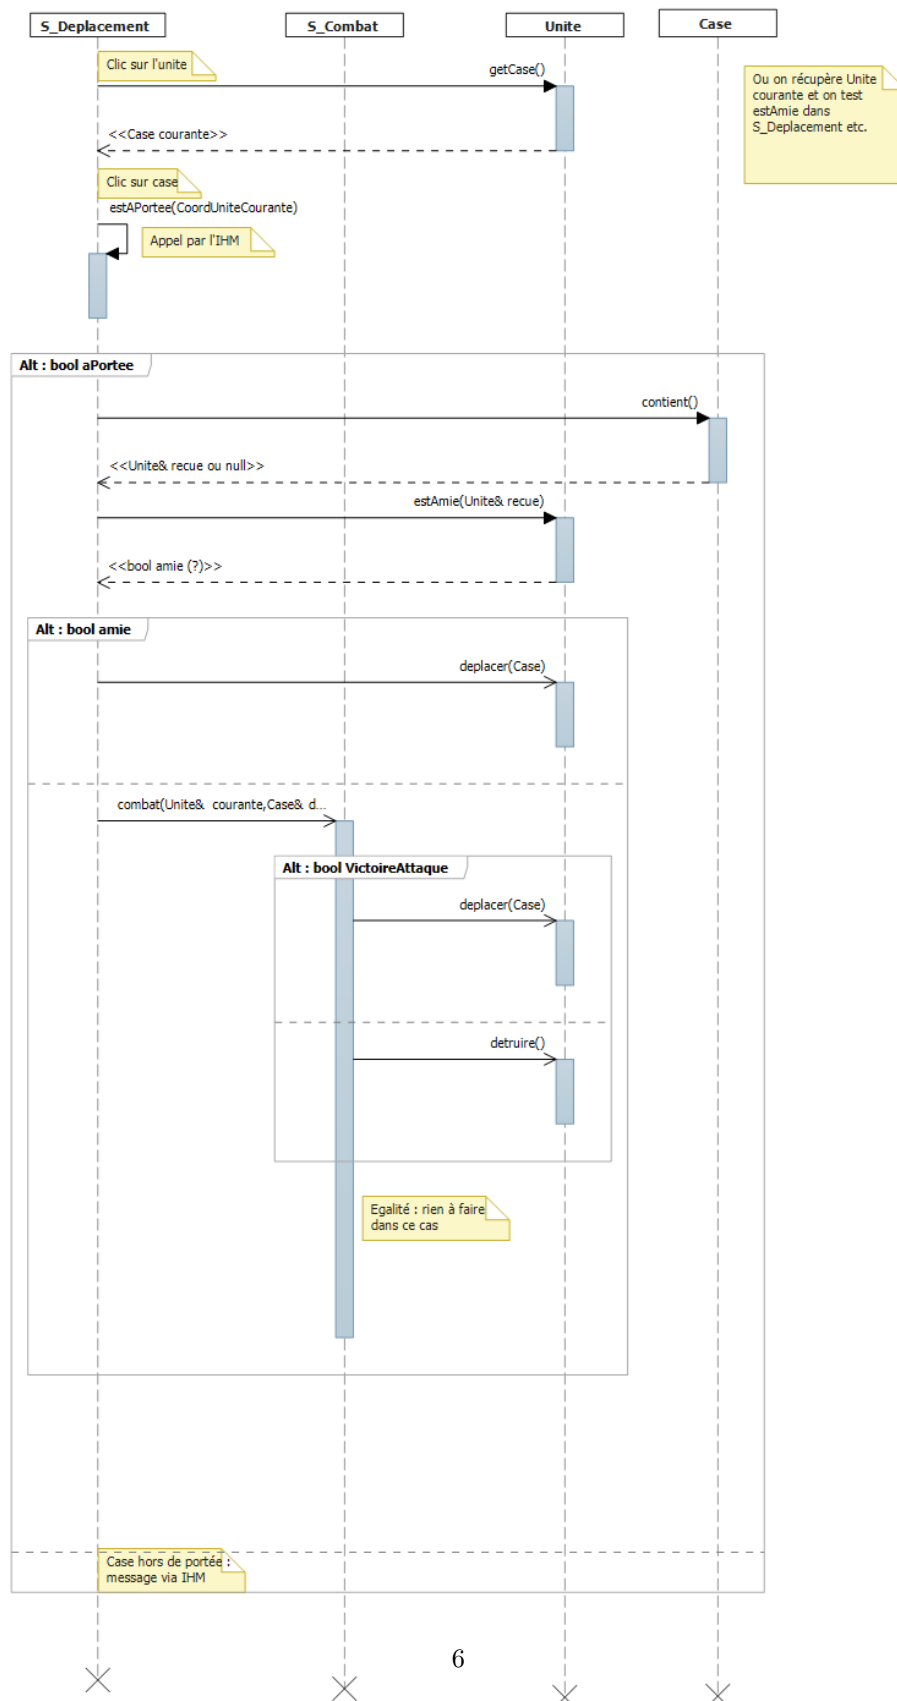 S_Deplacement
S_Combat
Unite
Case
Clic sur l'unite
getCase()
Ou on récupère Unite
courante et on test
estAmie dans
S_Deplacement etc.
<<Case courante>>
Clic sur case
estAPortee(CoordUniteCourante)
Appel par l'IHM
Alt : bool aPortee
contient()
<<Unite& recue ou null>>
estAmie(Unite& recue)
<<bool amie (?)>>
Alt : bool amie
deplacer(Case)
combat(Unite& courante,Case& d...
Alt : bool VictoireAttaque
deplacer(Case)
detruire()
Egalité : rien à faire
dans ce cas
Case hors de portée :
message via IHM
6